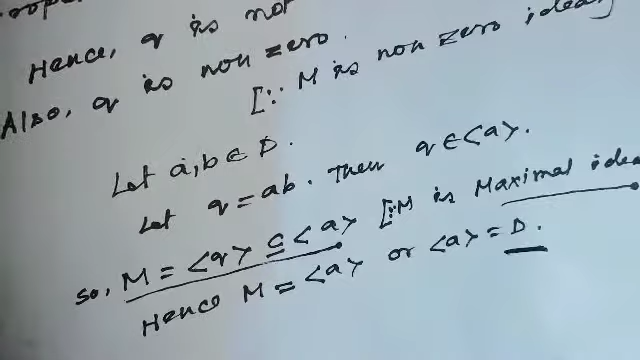 Hence, q is not
Also, q is non zero.
[∵ M is non zero ideal]
Let a, b ∈ D.
Let q = ab. Then q ∈ <a>.
So, M = <q> ⊆ <a> [∵ M is Maximal idea
Hence M = <a> or <a> = D.